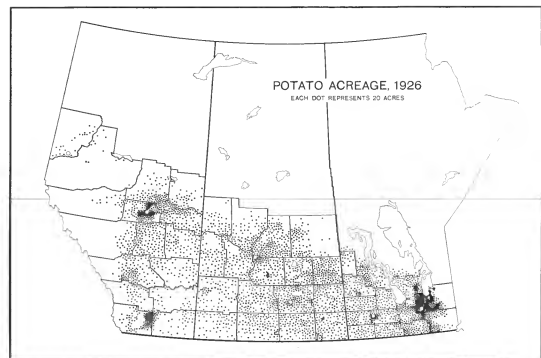 POTATO ACREAGE, 1926
EACH DOT REPRESENTS 20 ACRES